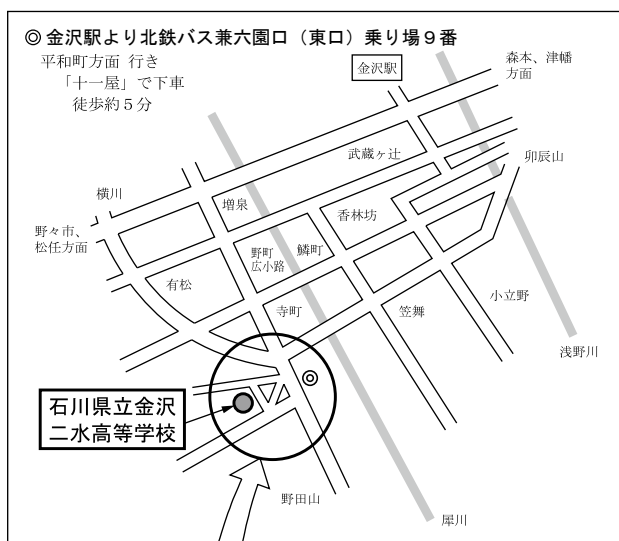 ◎ 金沢駅より北鉄バス兼六園口（東口）乗り場９番
平和町方面 行き
「十一屋」で下車
徒歩約５分
金沢駅
森本、津幡
方面
武蔵ヶ辻
卯辰山
横川
増泉
香林坊
野々市、
松任方面
野町
広小路
鱗町
有松
寺町
笠舞
小立野
浅野川
◎
石川県立金沢
二水高等学校
野田山
犀川